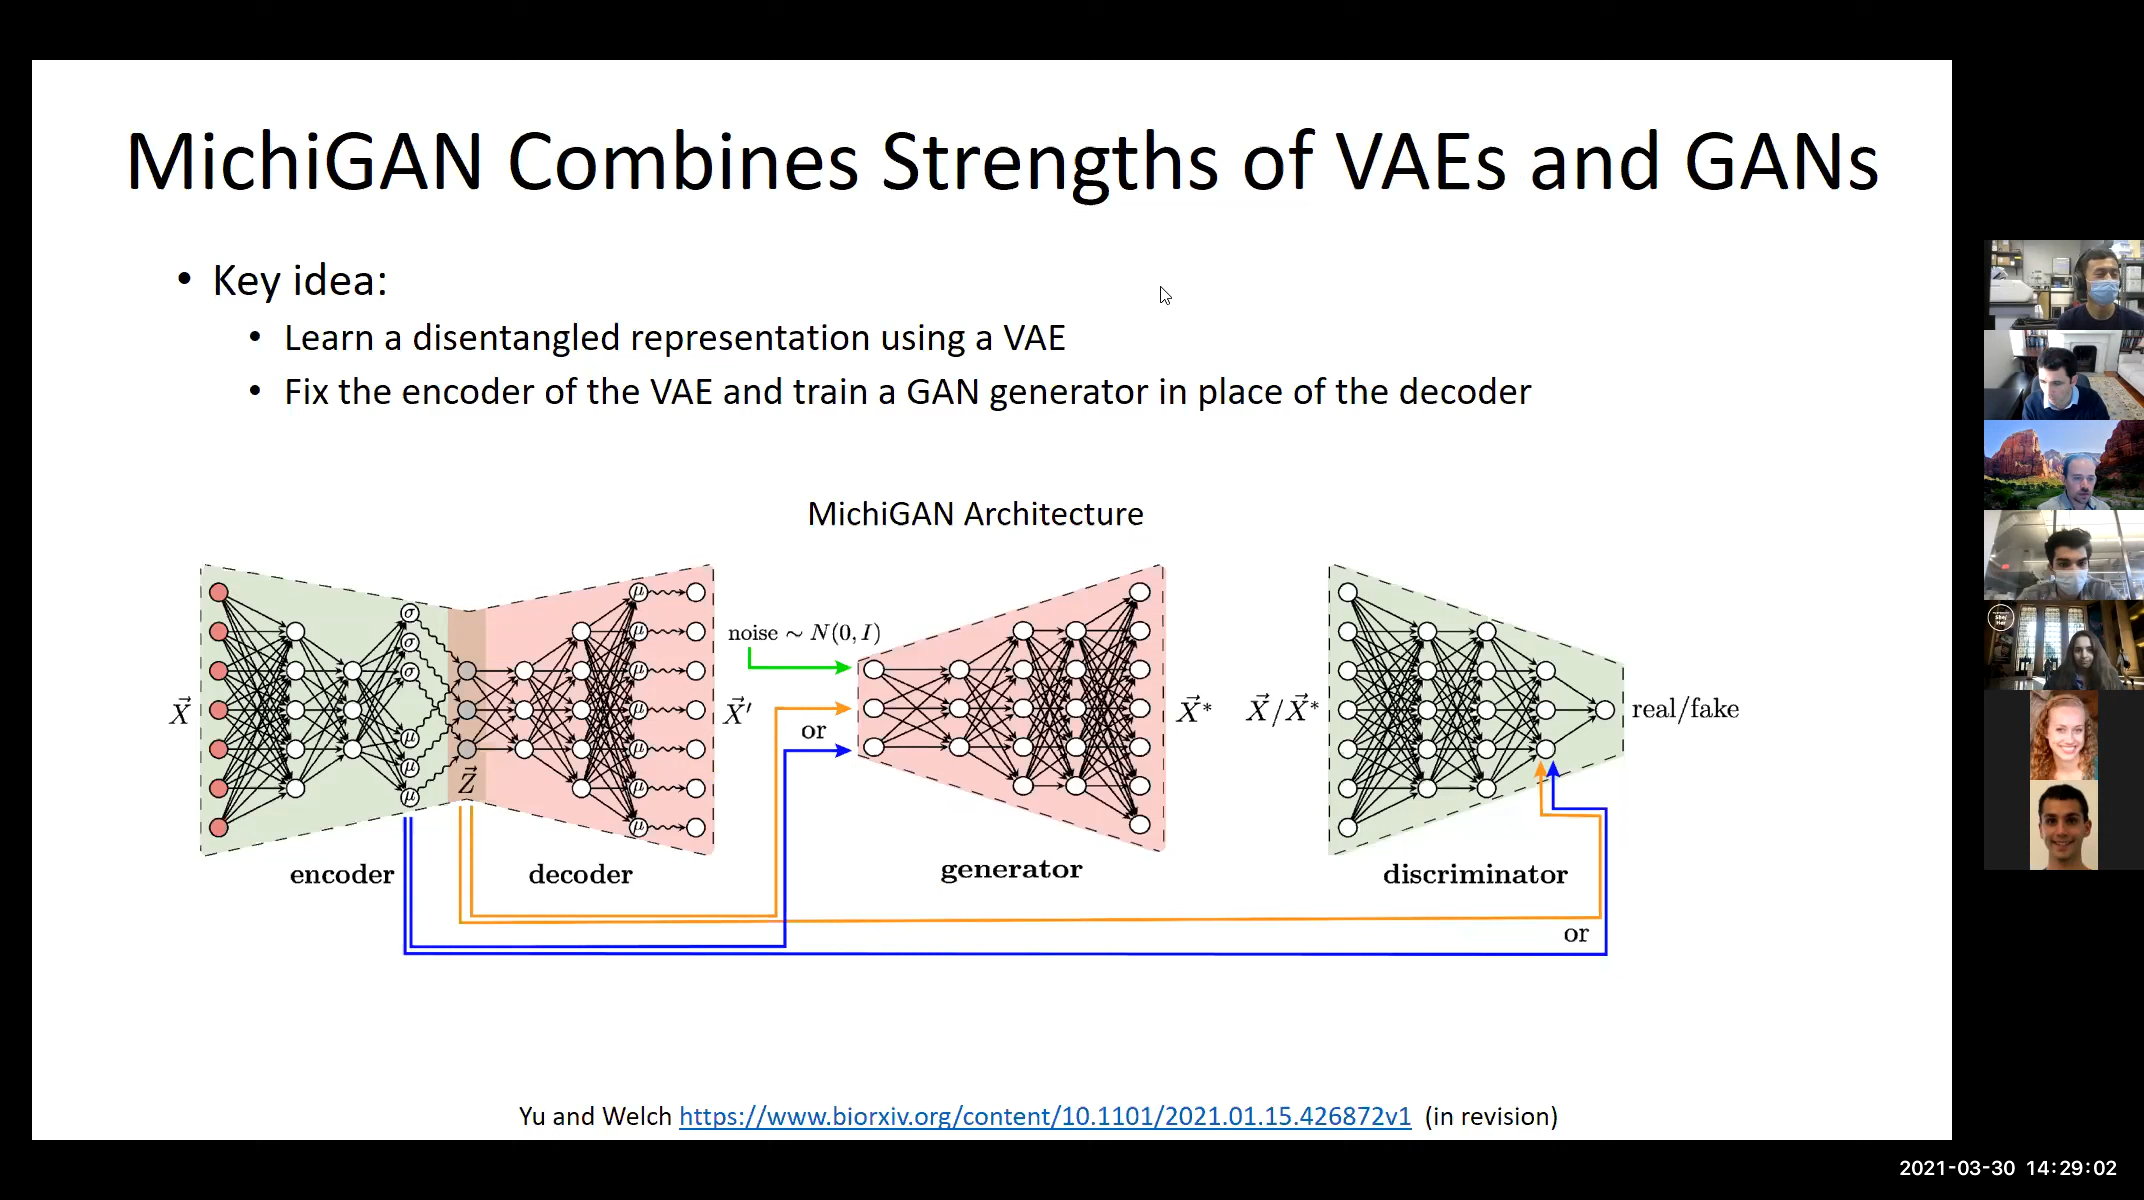 MichiGAN Combines Strengths of VAEs and GANs
• Key idea:
• Learn a disentangled representation using a VAE
• Fix the encoder of the VAE and train a GAN generator in place of the decoder
MichiGAN Architecture
noise ~ N(0, I)
σ
σ
σ
μ
μ
μ
μ
μ
μ
μ
μ
μ
μ
X⃗
Z⃗
X⃗′
or
X⃗*
X⃗/X⃗*
real/fake
encoder
decoder
generator
discriminator
or
Yu and Welch https://www.biorxiv.org/content/10.1101/2021.01.15.426872v1 (in revision)
2021-03-30 14:29:02